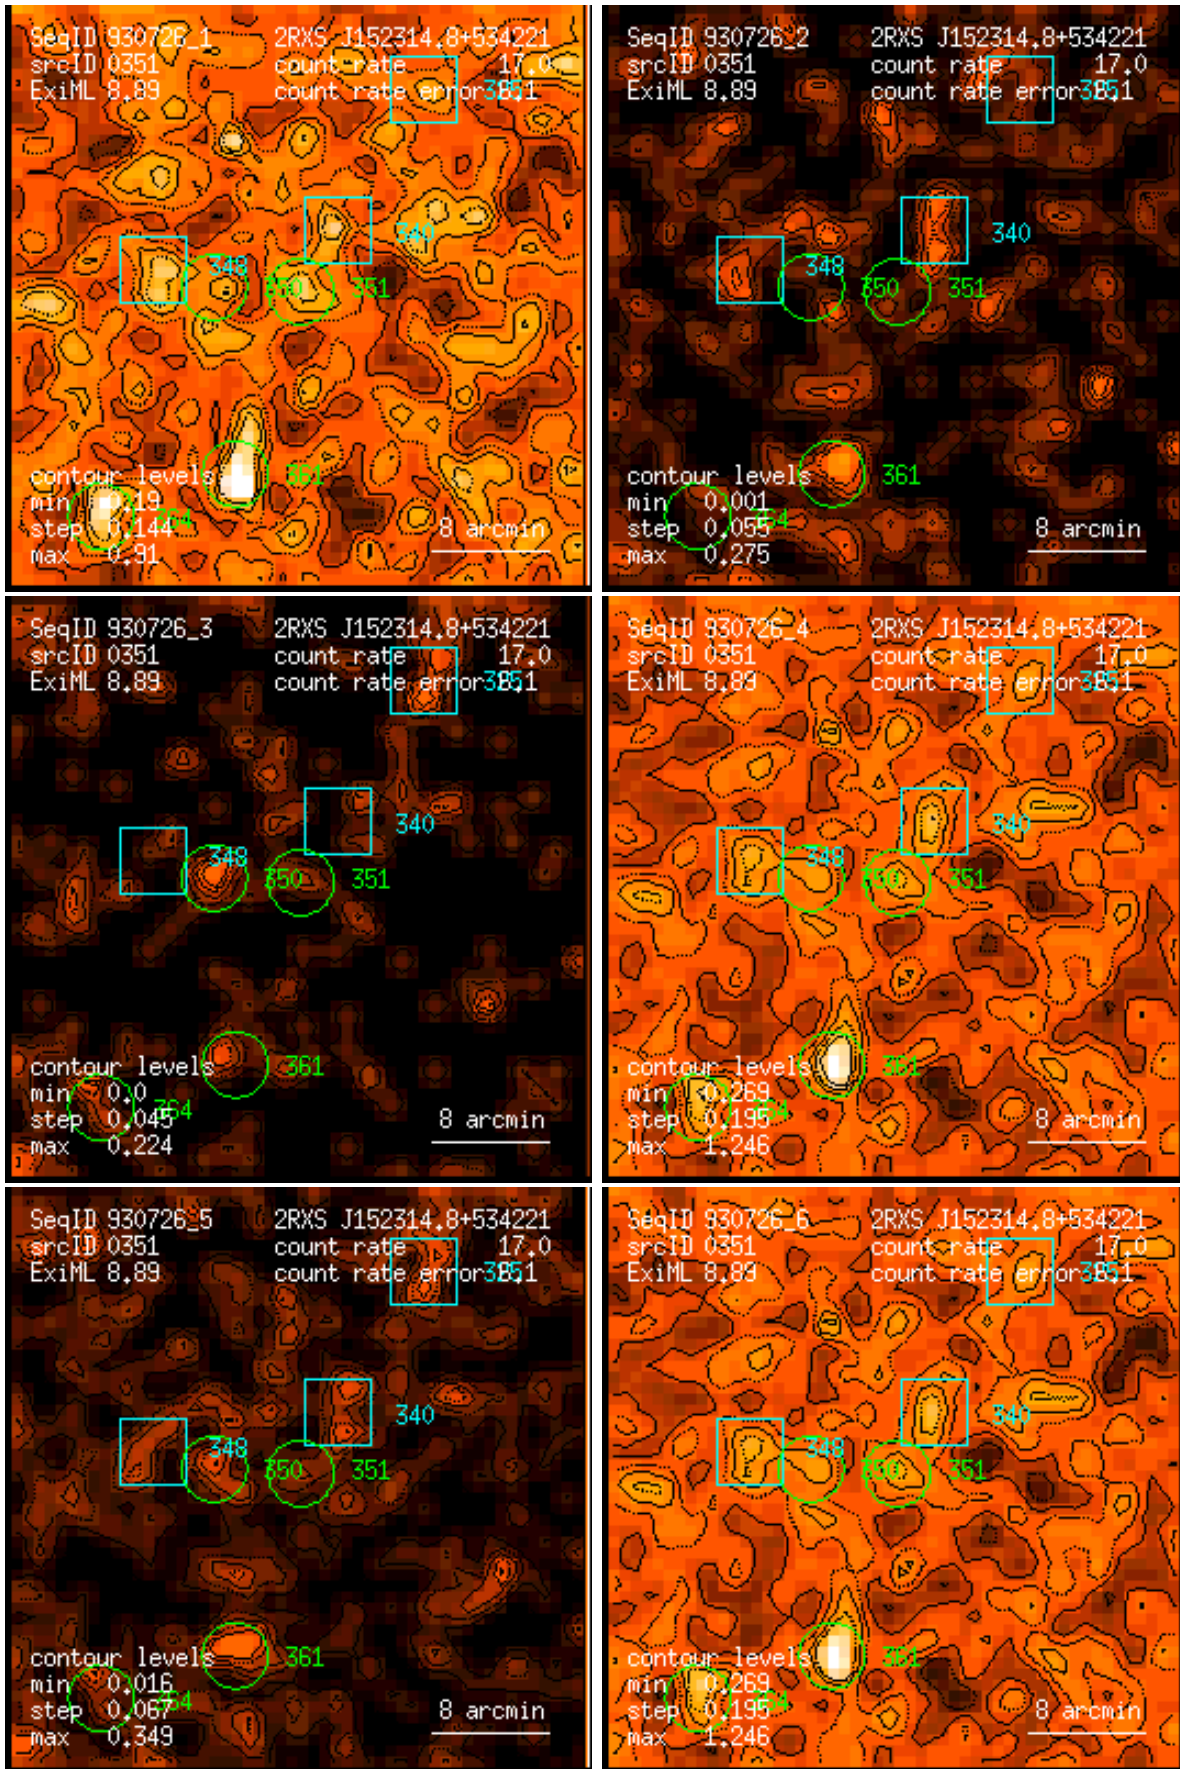 SeqID 930726_1 2RXS J152314.8+534221
srcID 0351 count rate 17.0
ExiML 8.89 count rate error
340
348
350 351
361
contour levels
min 0.19
364
step 0.144 8 arcmin
max 0.91
SeqID 930726_2 2RXS J152314.8+534221
srcID 0351 count rate 17.0
ExiML 8.89 count rate error
340
348
350 351
361
contour levels
min 0.001
364
step 0.055 8 arcmin
max 0.275
SeqID 930726_3 2RXS J152314.8+534221
srcID 0351 count rate 17.0
ExiML 8.89 count rate error
340
348
350 351
361
contour levels
min 0.0
364
step 0.045 8 arcmin
max 0.224
SeqID 930726_4 2RXS J152314.8+534221
srcID 0351 count rate 17.0
ExiML 8.89 count rate error
340
348
350 351
361
contour levels
min 0.269
364
step 0.195 8 arcmin
max 1.246
SeqID 930726_5 2RXS J152314.8+534221
srcID 0351 count rate 17.0
ExiML 8.89 count rate error
340
348
350 351
361
contour levels
min 0.016
364
step 0.067 8 arcmin
max 0.349
SeqID 930726_6 2RXS J152314.8+534221
srcID 0351 count rate 17.0
ExiML 8.89 count rate error
340
348
350 351
361
contour levels
min 0.269
364
step 0.195 8 arcmin
max 1.246